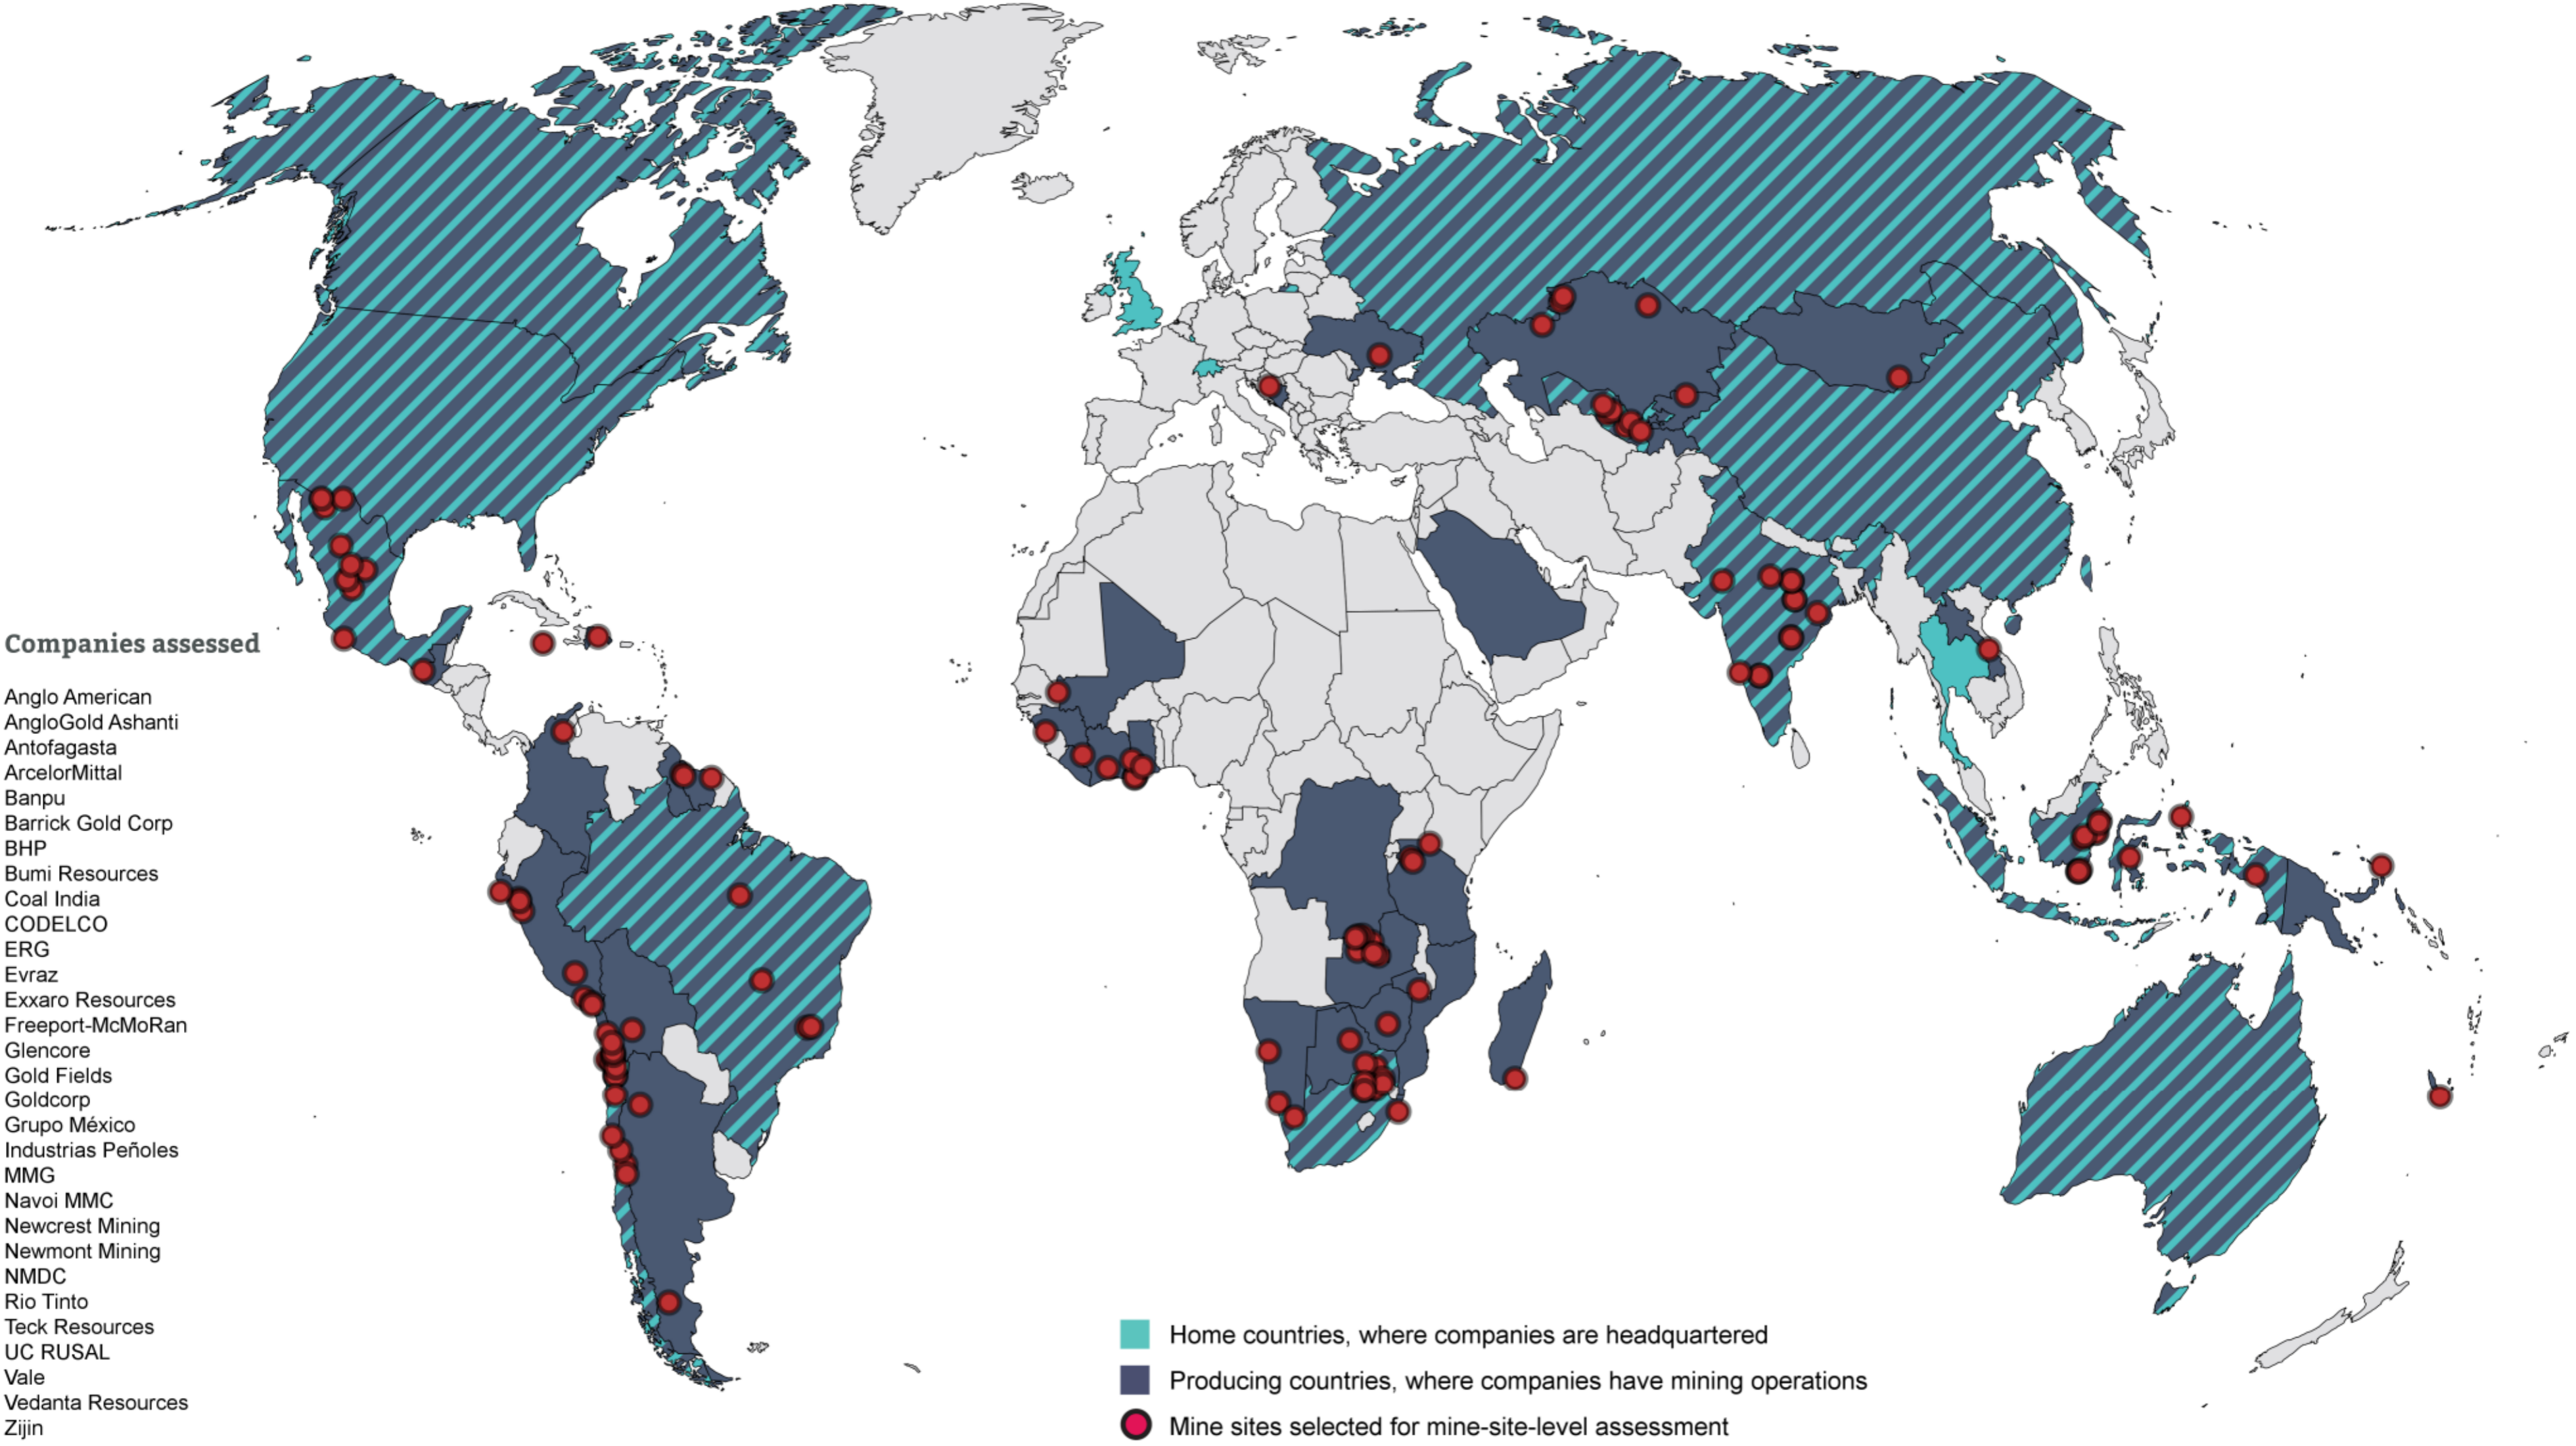 Companies assessed
Anglo American
AngloGold Ashanti
Antofagasta
ArcelorMittal
Banpu
Barrick Gold Corp
BHP
Bumi Resources
Coal India
CODELCO
ERG
Evraz
Exxaro Resources
Freeport-McMoRan
Glencore
Gold Fields
Goldcorp
Grupo México
Industrias Peñoles
MMG
Navoi MMC
Newcrest Mining
Newmont Mining
NMDC
Rio Tinto
Teck Resources
UC RUSAL
Vale
Vedanta Resources
Zijin
Home countries, where companies are headquartered
Producing countries, where companies have mining operations
Mine sites selected for mine-site-level assessment